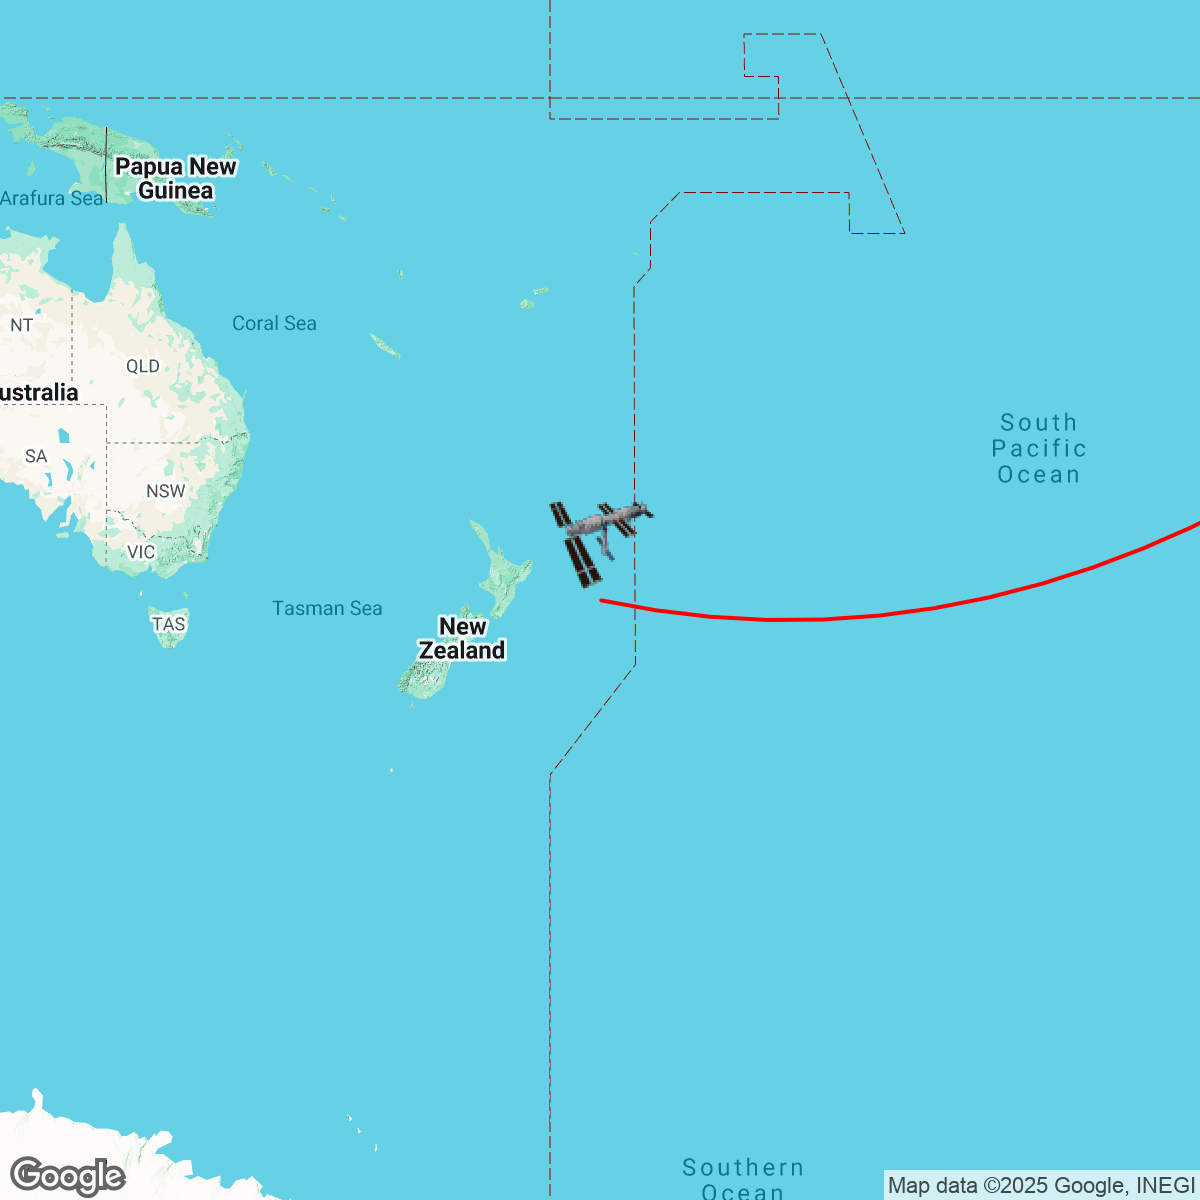 Papua New
Guinea
Arafura Sea
NT
Coral Sea
QLD
ustralia
South
Pacific
Ocean
SA
NSW
VIC
Tasman Sea
TAS
New
Zealand
Southern
Ocean
Google
Map data ©2025 Google, INEGI